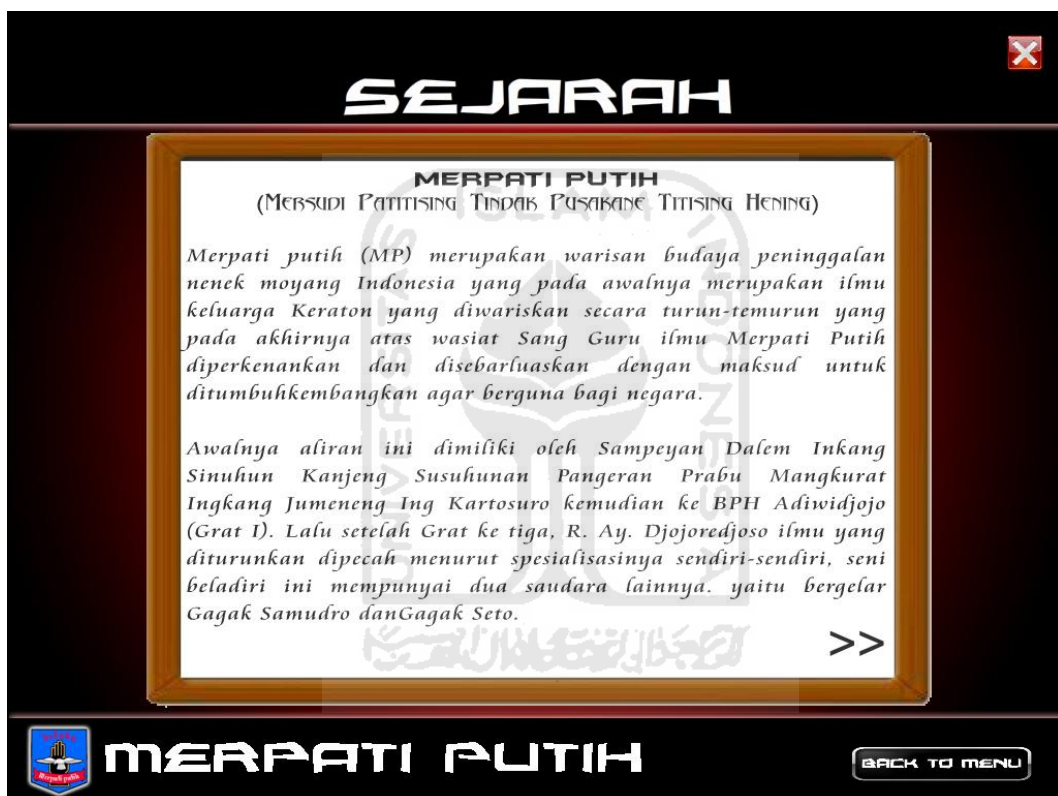 SEJARAH
MERPATI PUTIH
(Mersudi Patitising Tindak Pusakane Titising Hening)
Merpati putih (MP) merupakan warisan budaya peninggalan
nenek moyang Indonesia yang pada awalnya merupakan ilmu
keluarga Keraton yang diwariskan secara turun-temurun yang
pada akhirnya atas wasiat Sang Guru ilmu Merpati Putih
diperkenankan dan disebarluaskan dengan maksud untuk
ditumbuhkembangkan agar berguna bagi negara.
Awalnya aliran ini dimiliki oleh Sampeyan Dalem Inkang
Sinuhun Kanjeng Susuhunan Pangeran Prabu Mangkurat
Ingkang Jumeneng Ing Kartosuro kemudian ke BPH Adiwidjojo
(Grat I). Lalu setelah Grat ke tiga, R. Ay. Djojoredjoso ilmu yang
diturunkan dipecah menurut spesialisasinya sendiri-sendiri, seni
beladiri ini mempunyai dua saudara lainnya. yaitu bergelar
Gagak Samudro danGagak Seto.
>>
UNIVERSITAS ISLAM INDONESIA
Merpati putih
MERPATI PUTIH
BACK TO MENU